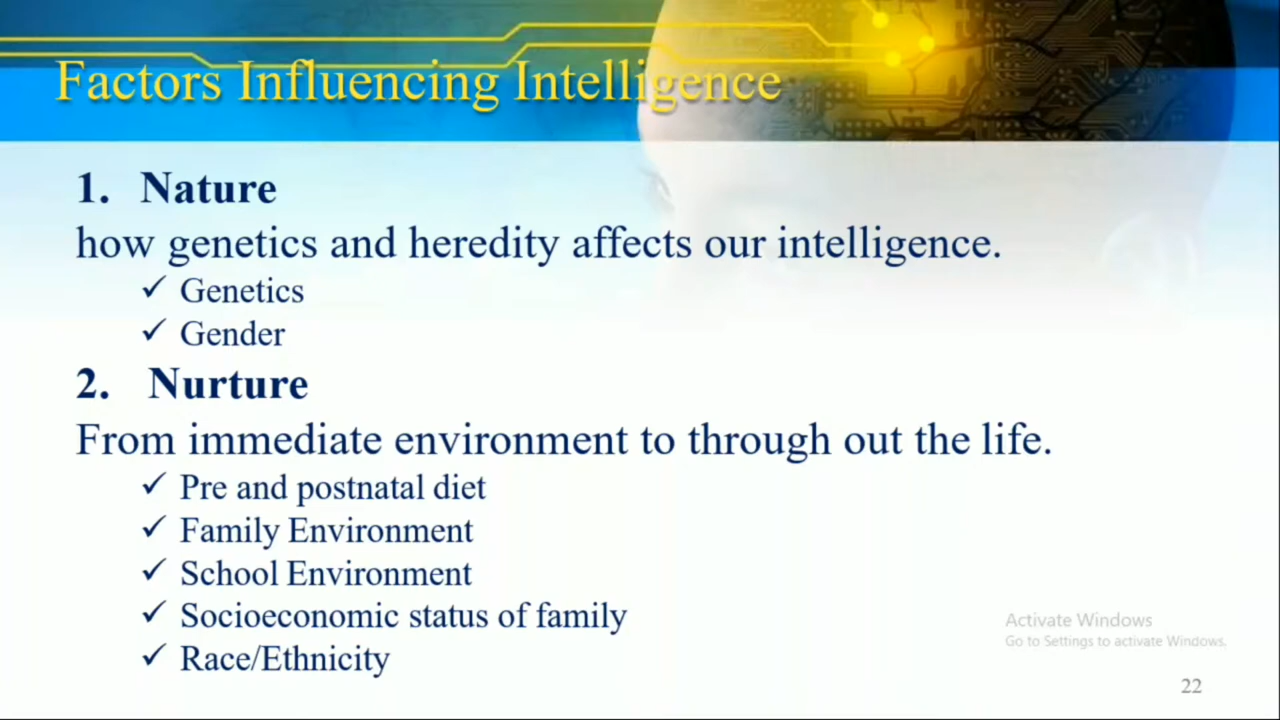 Factors Influencing Intelligence
1. Nature
how genetics and heredity affects our intelligence.
✓ Genetics
✓ Gender
2. Nurture
From immediate environment to through out the life.
✓ Pre and postnatal diet
✓ Family Environment
✓ School Environment
✓ Socioeconomic status of family
✓ Race/Ethnicity
Activate Windows
Go to Settings to activate Windows.
22